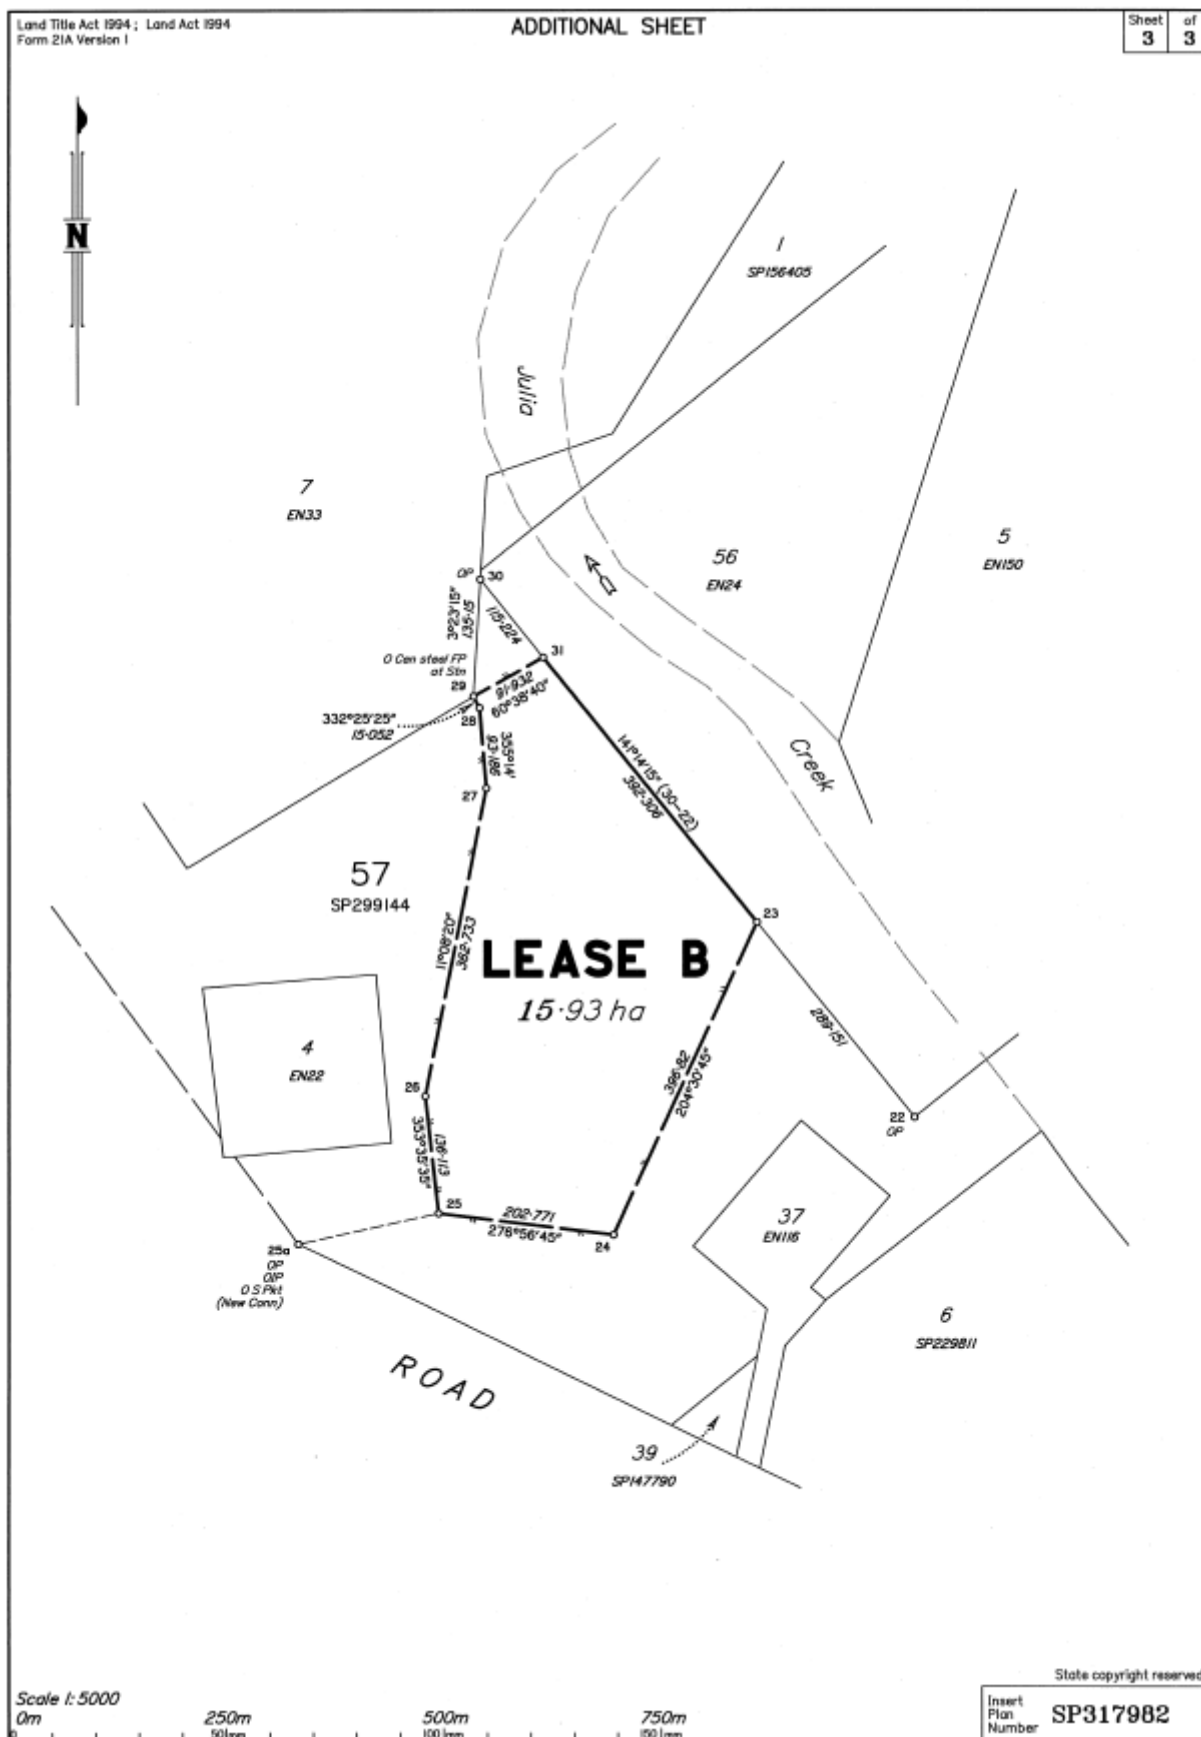 Land Title Act 1994 ; Land Act 1994
Form 21A Version 1
ADDITIONAL SHEET
Sheet of
3 3
N
1
SP156405
Julia
7
EN33
5
EN150
56
EN24
OP 30
3°23'15"
135·15
115·224
31
O Cen steel FP
at Stn
29
91·932
60°38'40"
332°25'25"
15·052
28
355°14'
93·186
27
141°14'15" (30–22)
392·306
Creek
57
SP299144
23
11°08'20"
362·733
LEASE B
15·93 ha
289·151
4
EN22
26
396·82
204°30'45"
22
OP
136·113
353°35'35"
25
202·771
276°56'45"
24
37
EN116
25a
OP
OIP
O S Pkt
(New Conn)
6
SP229811
ROAD
39
SP147790
State copyright reserved
Scale 1: 5000
0m 250m 500m 750m
0 50mm 100mm 150mm
Insert
Plan
Number
SP317982